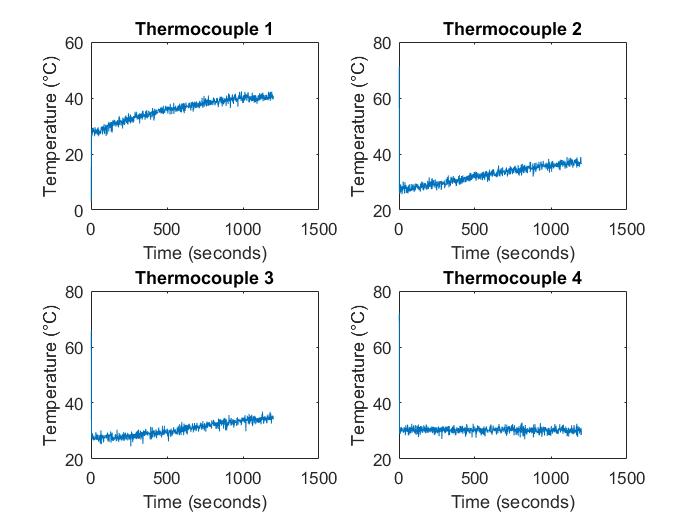 Thermocouple 1
60
40
20
0
Temperature (°C)
0 500 1000 1500
Time (seconds)
Thermocouple 2
80
60
40
20
Temperature (°C)
0 500 1000 1500
Time (seconds)
Thermocouple 3
80
60
40
20
Temperature (°C)
0 500 1000 1500
Time (seconds)
Thermocouple 4
80
60
40
20
Temperature (°C)
0 500 1000 1500
Time (seconds)